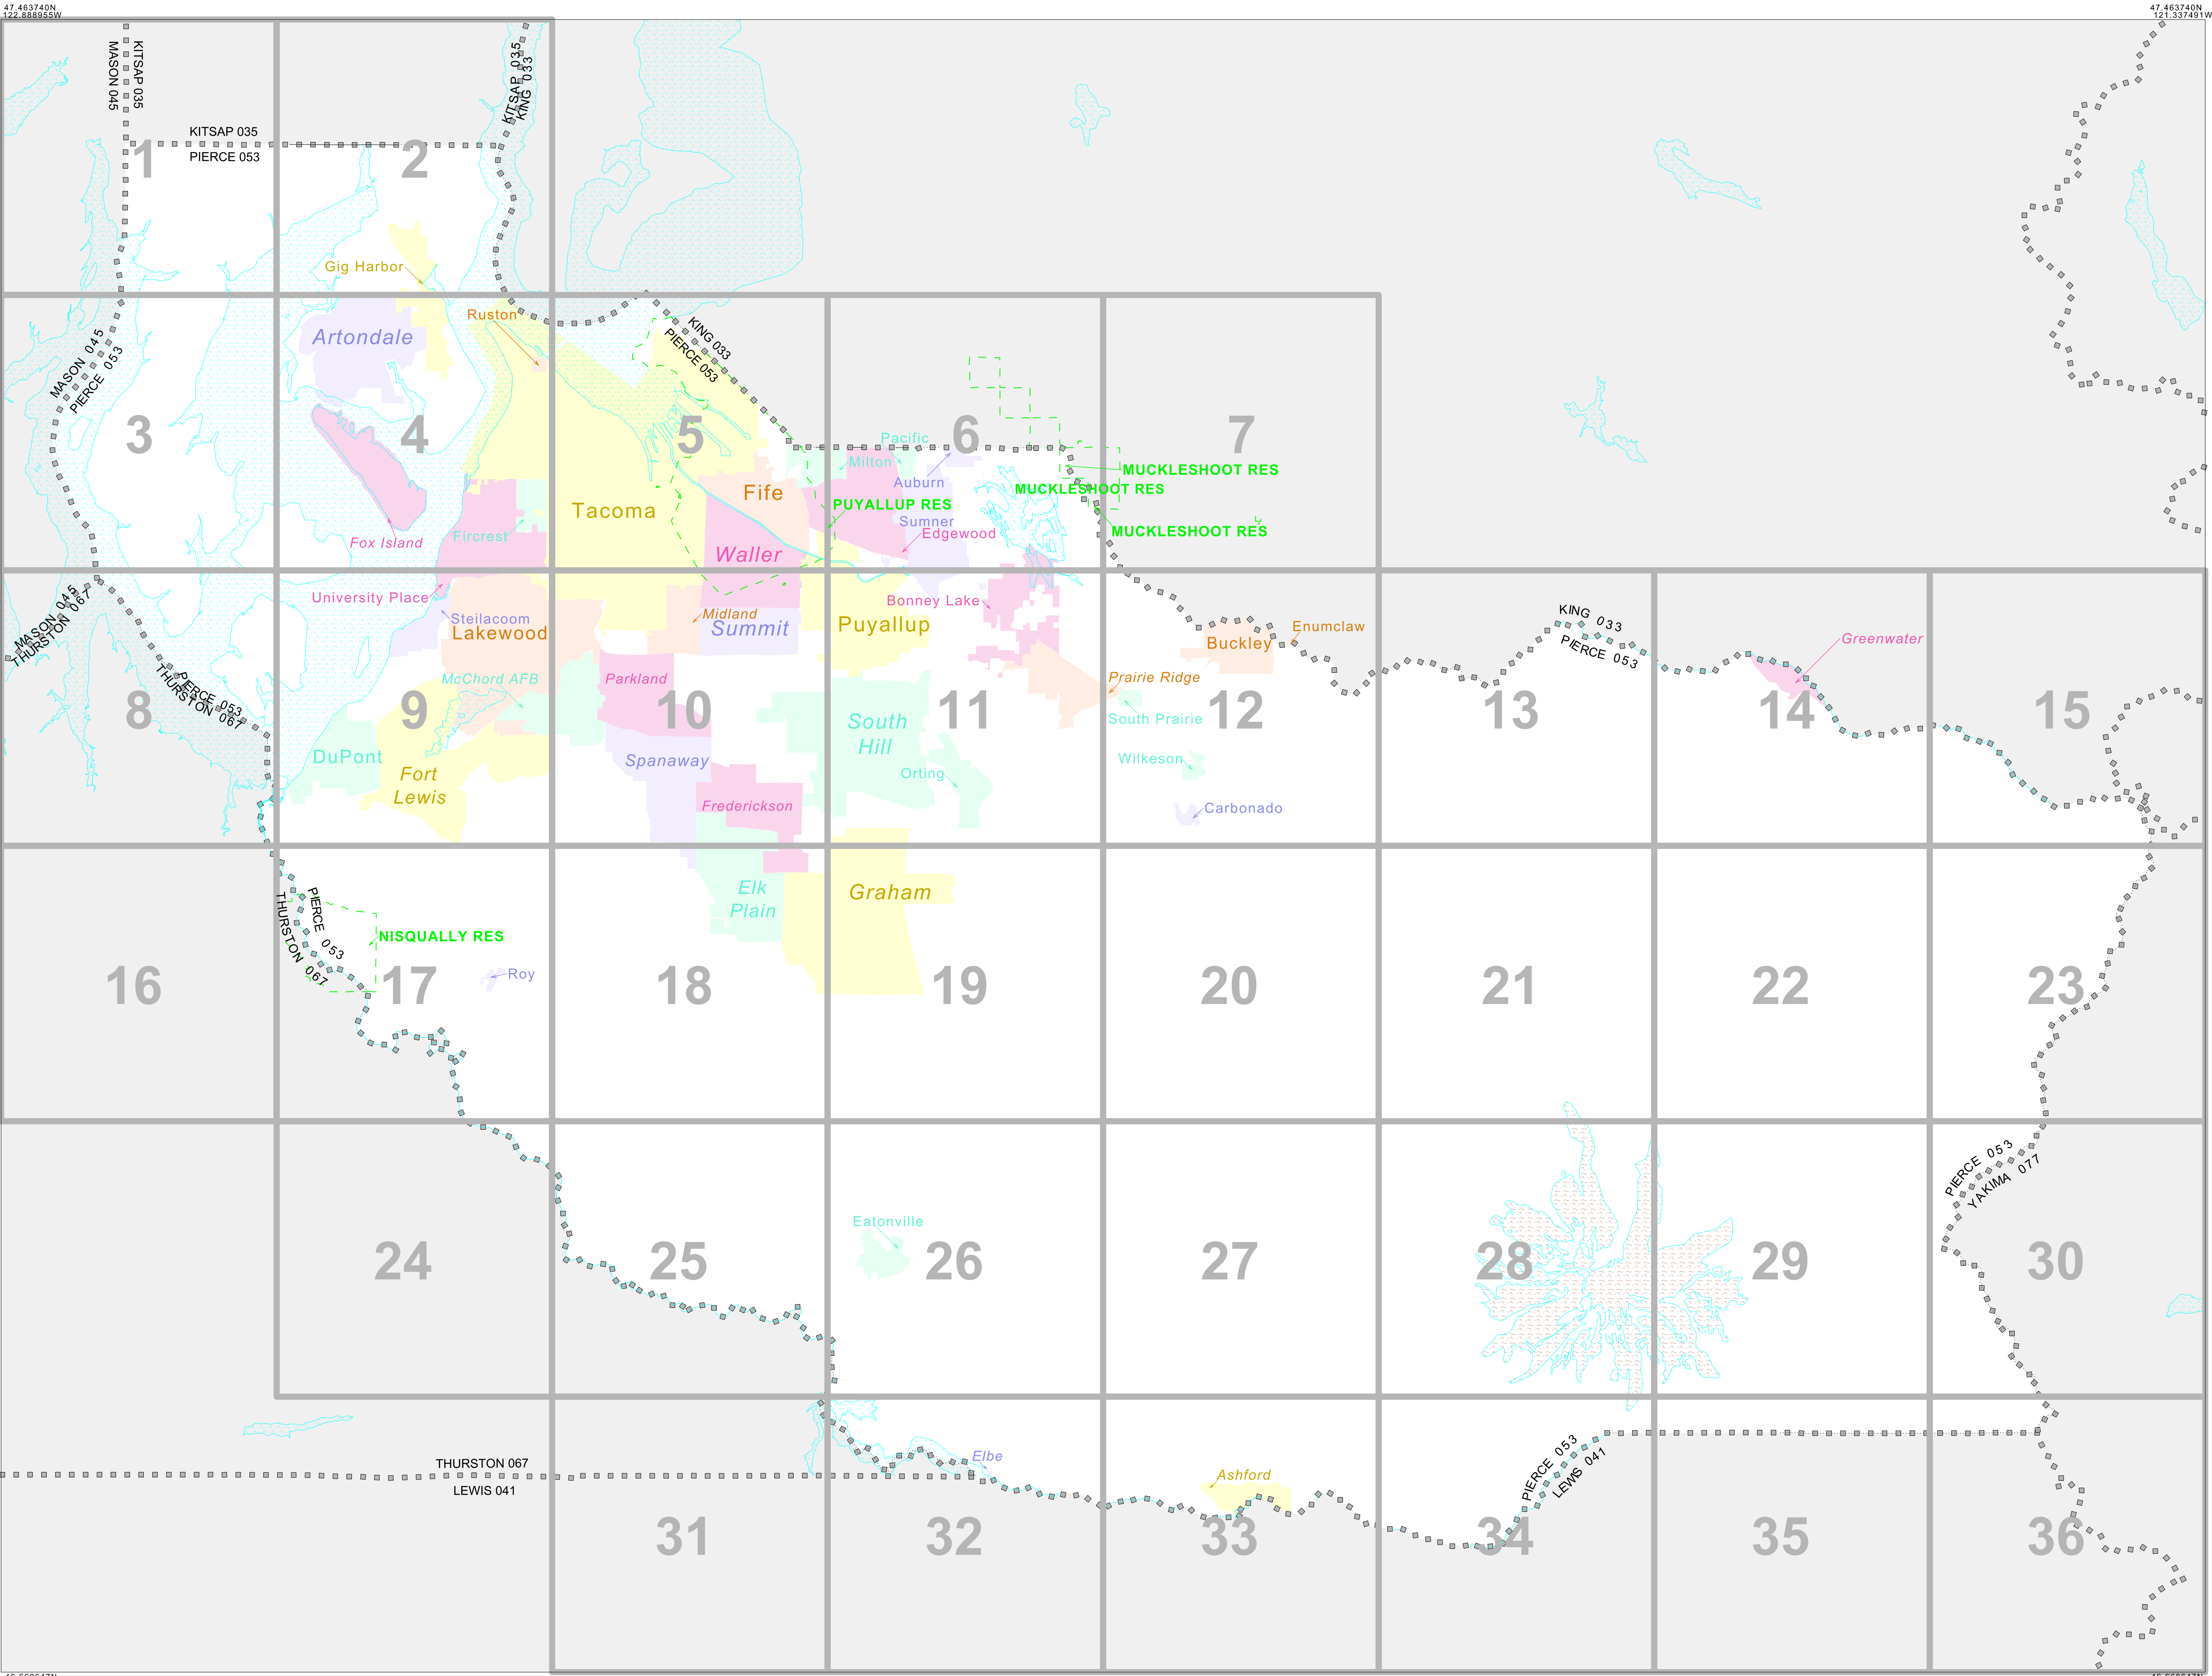 47.463740N
122.888955W
47.463740N
121.337491W
KITSAP 035
MASON 045
KITSAP 035
KING 033
KITSAP 035
PIERCE 053
1
2
Gig Harbor
Ruston
Artondale
MASON 045
PIERCE 053
KING 033
PIERCE 053
3
4
5
6
7
Pacific
Milton
MUCKLESHOOT RES
Auburn
MUCKLESHOOT RES
Fife
PUYALLUP RES
Tacoma
Sumner
MUCKLESHOOT RES
Edgewood
Fircrest
Fox Island
Waller
MASON 045
THURSTON 067
University Place
Bonney Lake
Steilacoom
Midland
Lakewood
Summit
Puyallup
KING 033
PIERCE 053
Enumclaw
Buckley
Greenwater
McChord AFB
Parkland
Prairie Ridge
PIERCE 053
THURSTON 067
8
9
10
11
12
13
14
15
South Prairie
South
Hill
DuPont
Spanaway
Wilkeson
Fort
Lewis
Orting
Frederickson
Carbonado
Elk
Plain
Graham
PIERCE 053
THURSTON 067
NISQUALLY RES
Roy
16
17
18
19
20
21
22
23
PIERCE 053
YAKIMA 077
Eatonville
24
25
26
27
28
29
30
THURSTON 067
LEWIS 041
Elbe
Ashford
PIERCE 053
LEWIS 041
31
32
33
34
35
36